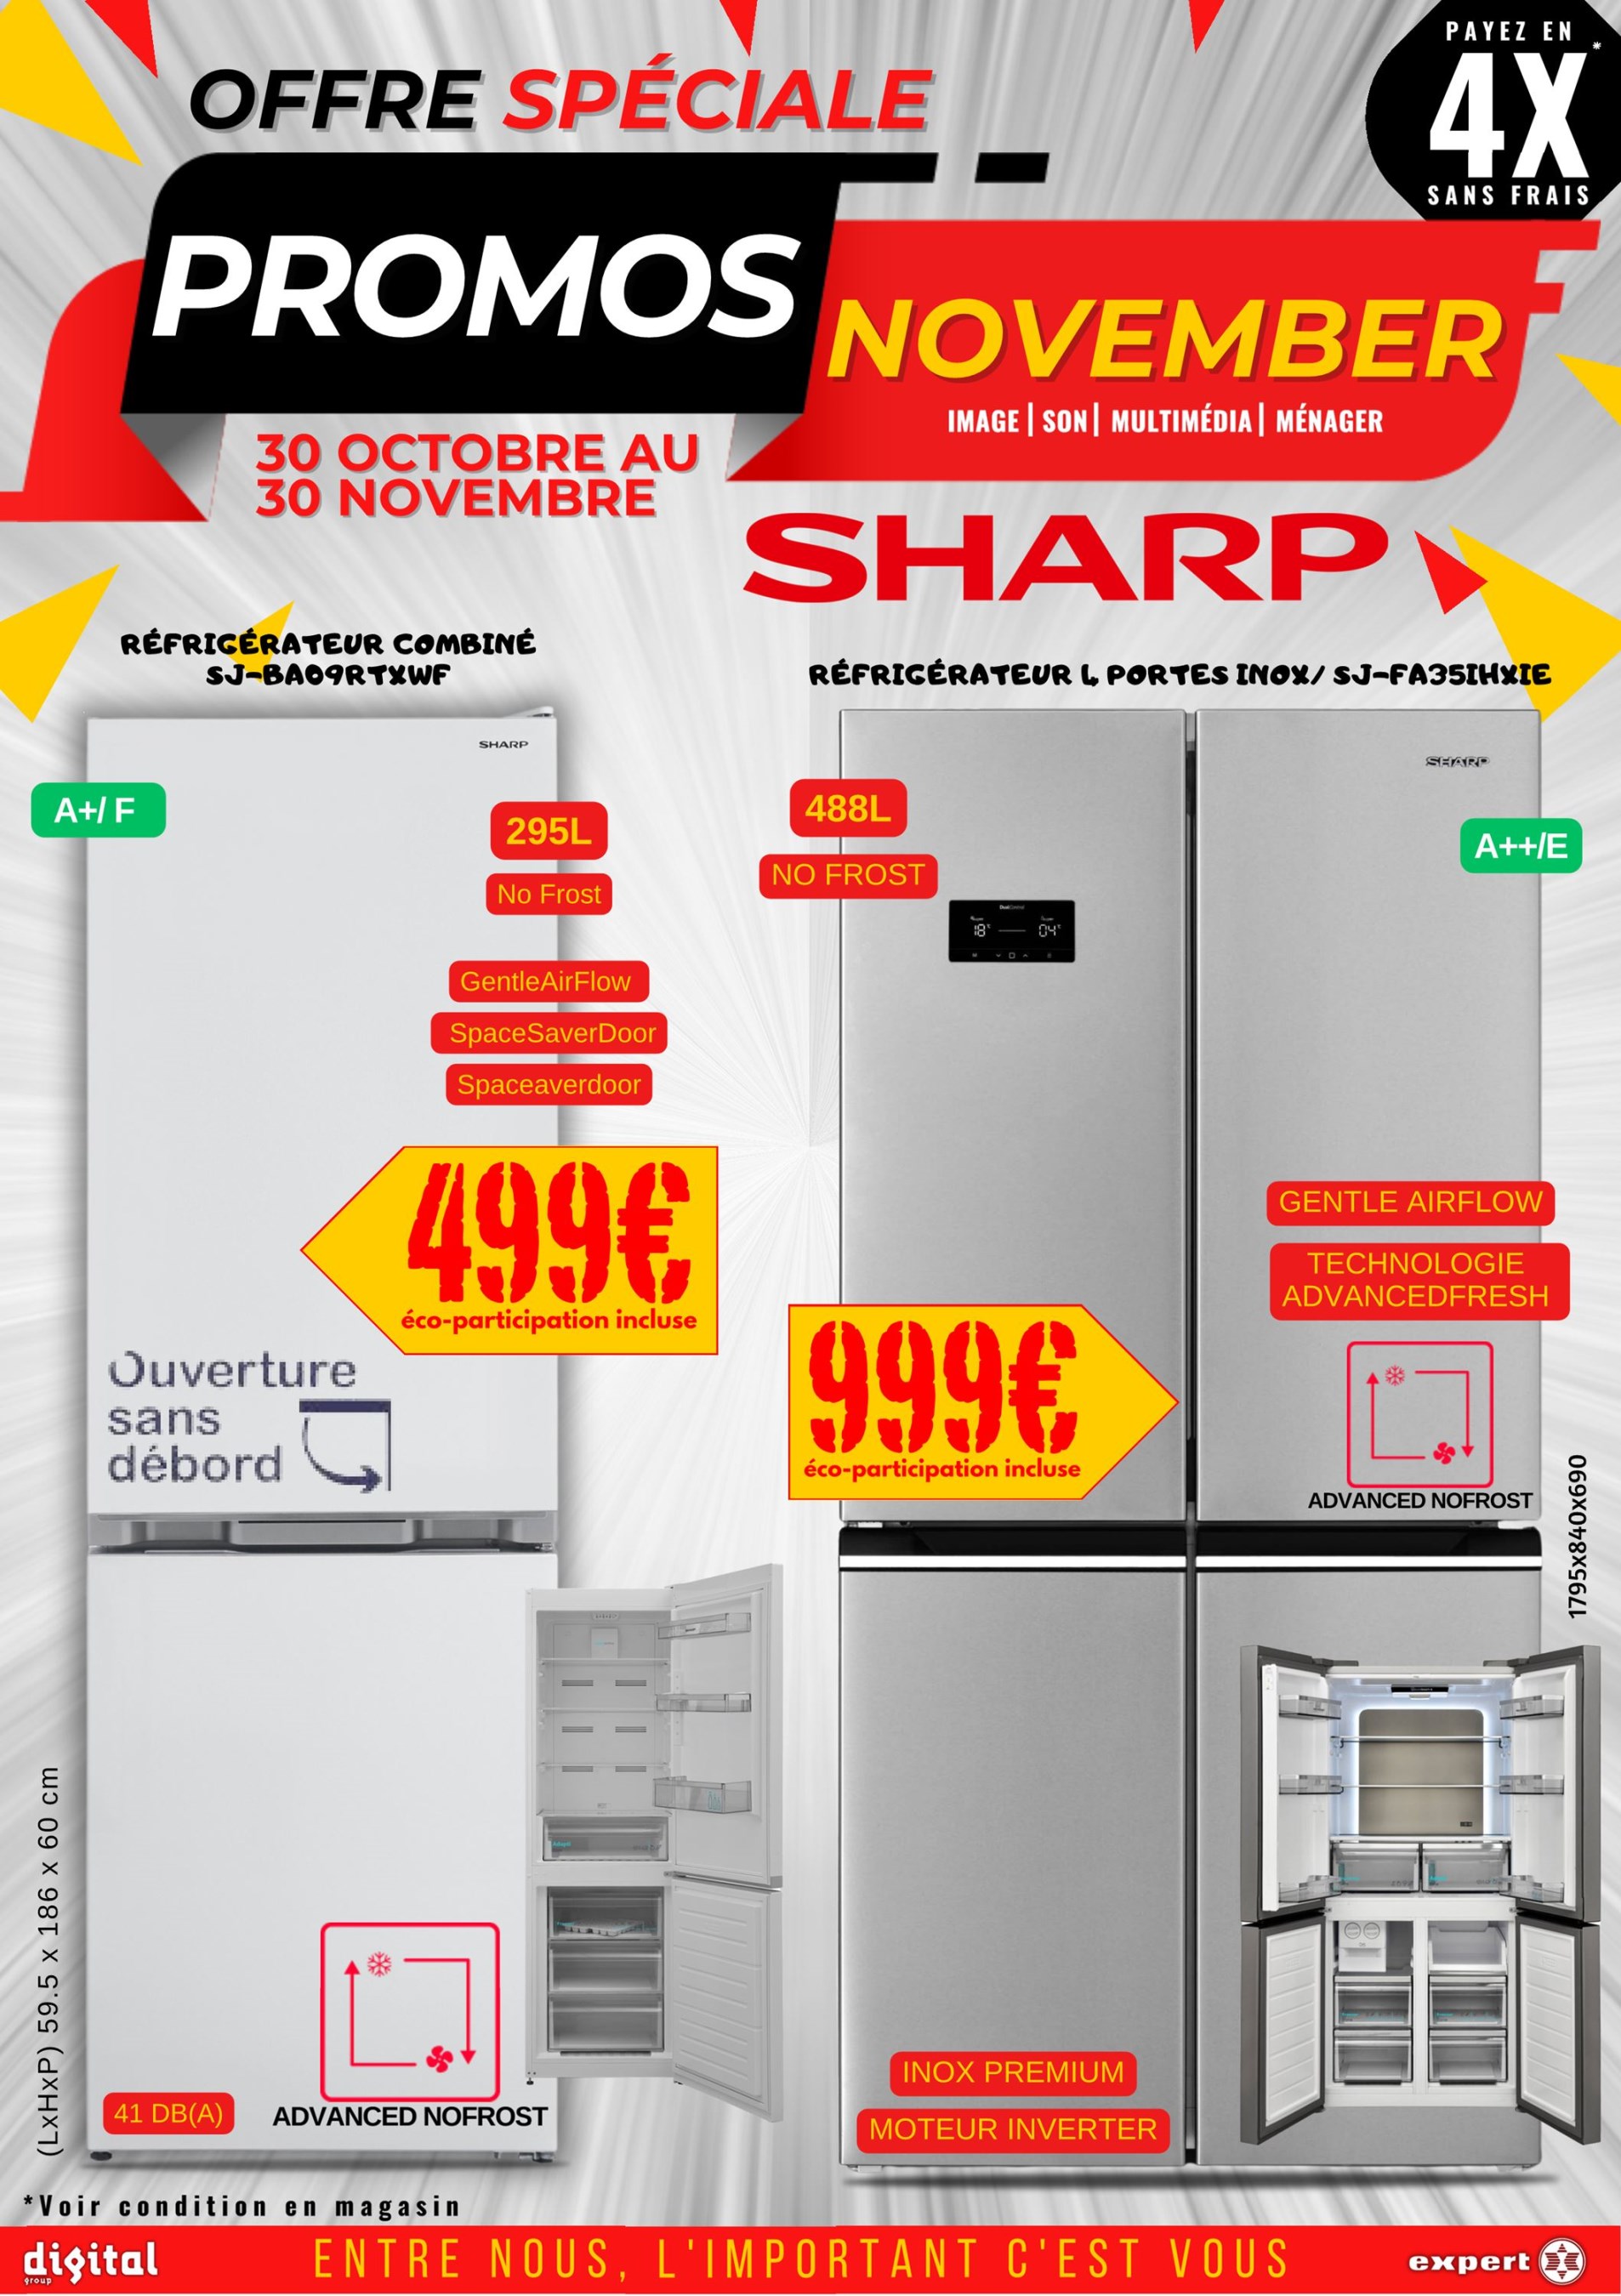 PAYEZ EN
4X*
SANS FRAIS
OFFRE SPÉCIALE
PROMOS
NOVEMBER
IMAGE | SON | MULTIMÉDIA | MÉNAGER
30 OCTOBRE AU
30 NOVEMBRE
SHARP
RÉFRIGÉRATEUR COMBINÉ
SJ-BA09RTXWF
SHARP
A+/ F
295L
No Frost
GentleAirFlow
SpaceSaverDoor
Spaceaverdoor
499€
éco-participation incluse
Ouverture
sans
débord
(LxHxP) 59.5 x 186 x 60 cm
41 DB(A)
ADVANCED NOFROST
RÉFRIGÉRATEUR 4 PORTES INOX/ SJ-FA35IHXIE
SHARP
488L
NO FROST
A++/E
18°
04°
GENTLE AIRFLOW
TECHNOLOGIE
ADVANCEDFRESH
999€
éco-participation incluse
ADVANCED NOFROST
1795x840x690
INOX PREMIUM
MOTEUR INVERTER
*Voir condition en magasin
digital
group
ENTRE NOUS, L'IMPORTANT C'EST VOUS
expert